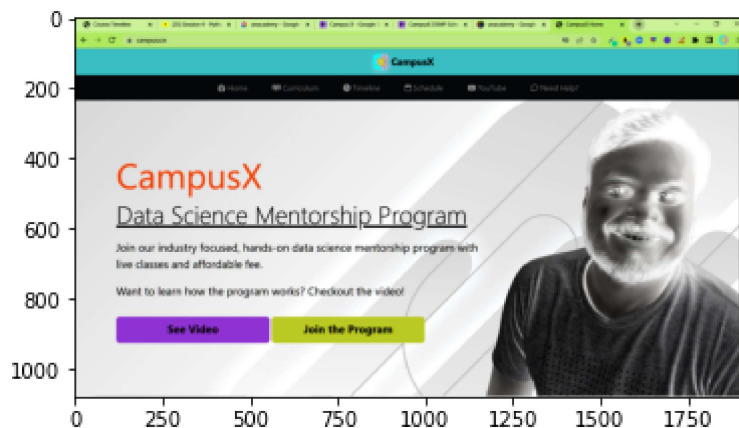 0
200
400
600
800
1000
campusx.in
CampusX
Home Curriculum Timeline Schedule YouTube Need Help?
CampusX
Data Science Mentorship Program
Join our industry focused, hands-on data science mentorship program with
live classes and affordable fee.
Want to learn how the program works? Checkout the video!
See Video Join the Program
0 250 500 750 1000 1250 1500 1750